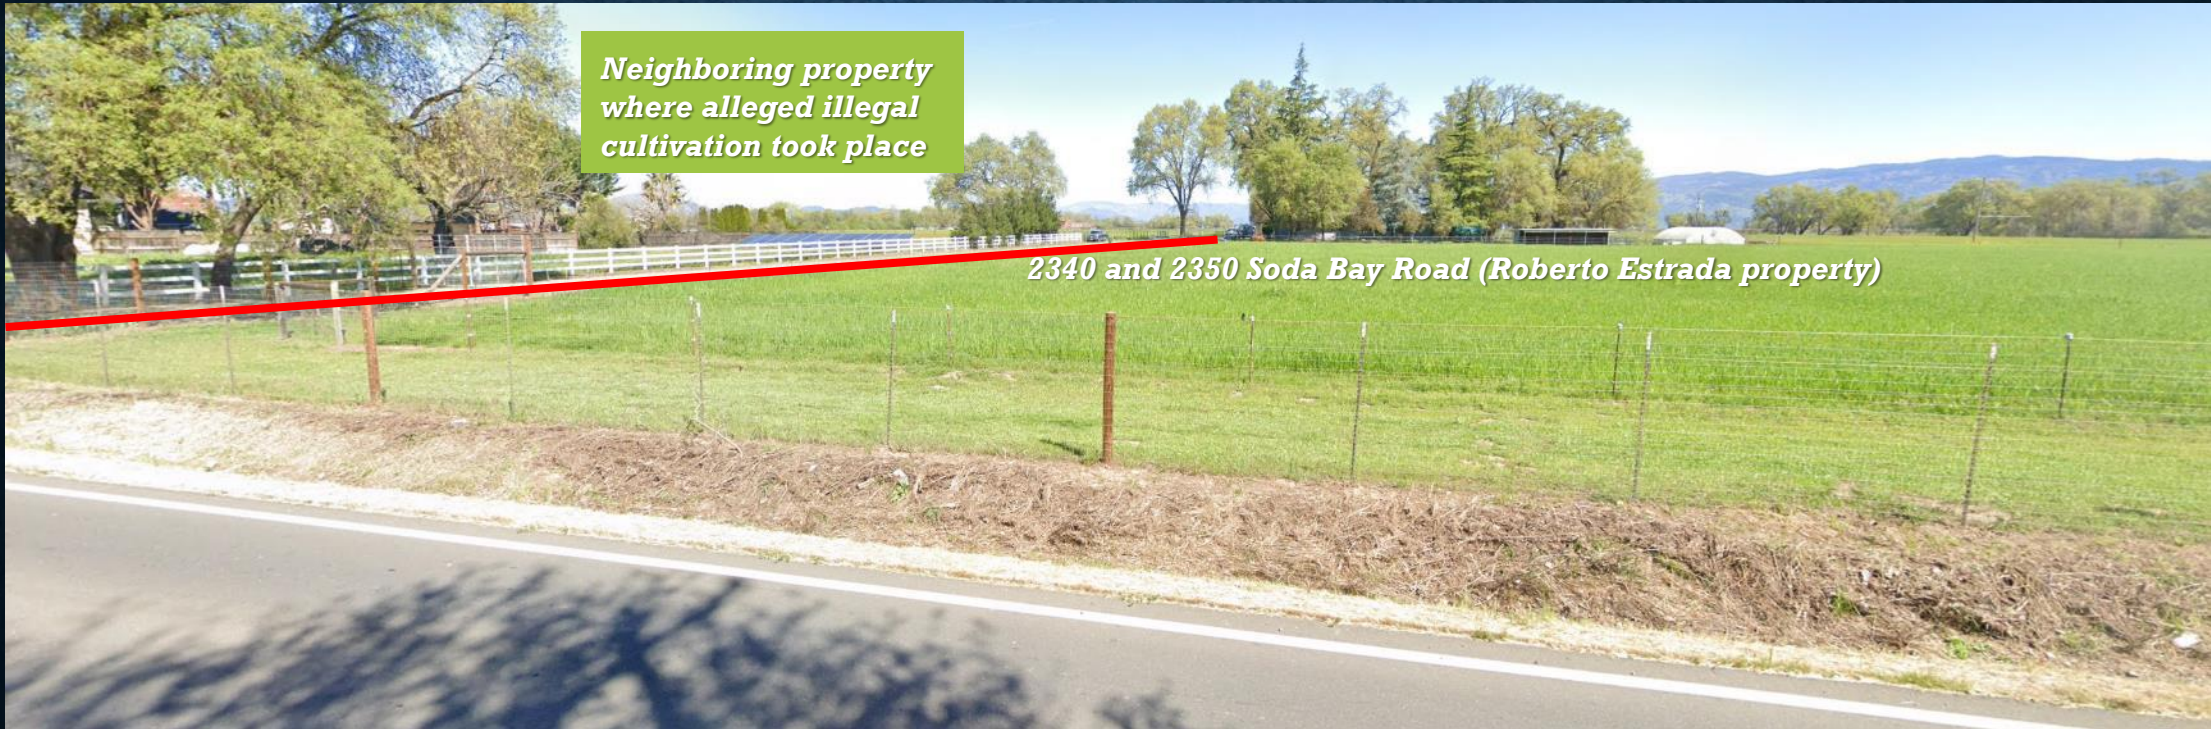 Neighboring property
where alleged illegal
cultivation took place
2340 and 2350 Soda Bay Road (Roberto Estrada property)